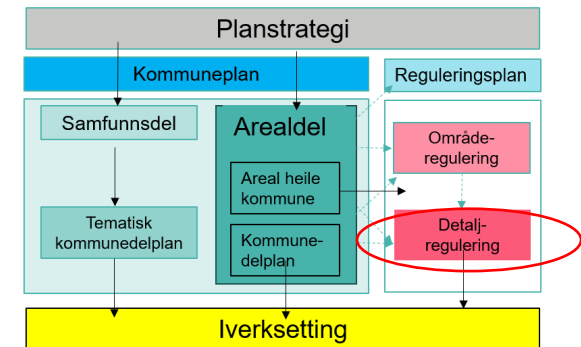 Planstrategi
Kommuneplan
Reguleringsplan
Samfunnsdel
Arealdel
Område-
regulering
Areal heile
kommune
Tematisk
kommunedelplan
Kommune-
delplan
Detalj-
regulering
Iverksetting